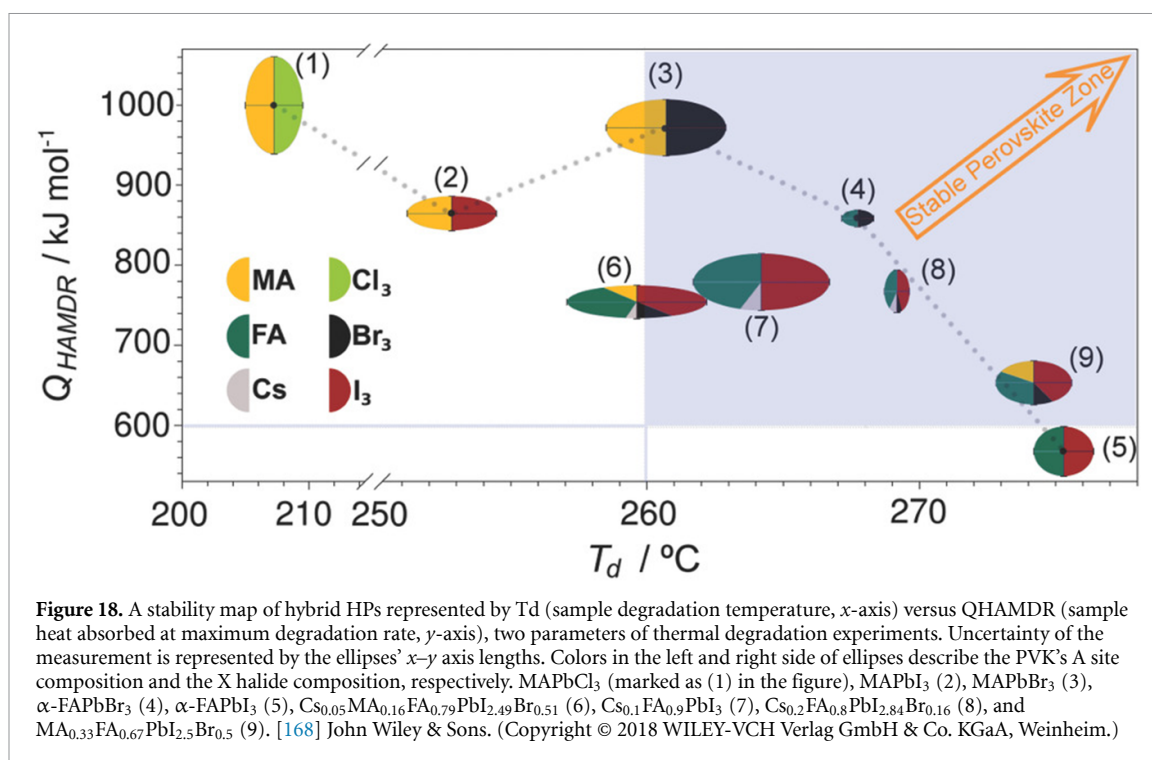 (1)
(3)
1000
Stable Perovskite Zone
900
(2)
(4)
800
(6)
(8)
MA Cl₃
(7)
FA Br₃
700
Cs I₃
(9)
600
(5)
Q_HAMDR / kJ mol⁻¹
200 210 250 260 270
T_d / ºC
Figure 18. A stability map of hybrid HPs represented by Td (sample degradation temperature, x-axis) versus QHAMDR (sample
heat absorbed at maximum degradation rate, y-axis), two parameters of thermal degradation experiments. Uncertainty of the
measurement is represented by the ellipses’ x–y axis lengths. Colors in the left and right side of ellipses describe the PVK’s A site
composition and the X halide composition, respectively. MAPbCl₃ (marked as (1) in the figure), MAPbI₃ (2), MAPbBr₃ (3),
α-FAPbBr₃ (4), α-FAPbI₃ (5), Cs₀.₀₅MA₀.₁₆FA₀.₇₉PbI₂.₄₉Br₀.₅₁ (6), Cs₀.₁FA₀.₉PbI₃ (7), Cs₀.₂FA₀.₈PbI₂.₈₄Br₀.₁₆ (8), and
MA₀.₃₃FA₀.₆₇PbI₂.₅Br₀.₅ (9). [168] John Wiley & Sons. (Copyright © 2018 WILEY-VCH Verlag GmbH & Co. KGaA, Weinheim.)